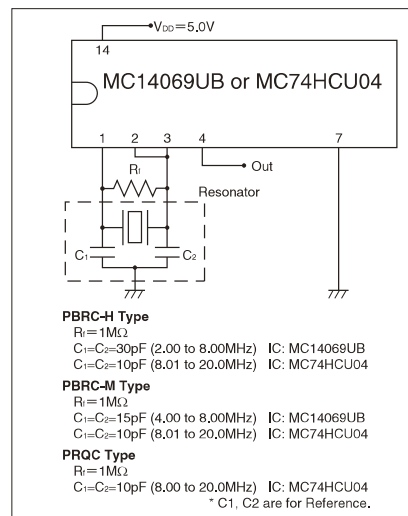 VDD=5.0V
14
MC14069UB or MC74HCU04
1 2 3 4 7
Rf
Out
Resonator
C1 C2
PBRC-H Type
Rf=1MΩ
C1=C2=30pF (2.00 to 8.00MHz) IC: MC14069UB
C1=C2=10pF (8.01 to 20.0MHz) IC: MC74HCU04
PBRC-M Type
Rf=1MΩ
C1=C2=15pF (4.00 to 8.00MHz) IC: MC14069UB
C1=C2=10pF (8.01 to 20.0MHz) IC: MC74HCU04
PRQC Type
Rf=1MΩ
C1=C2=10pF (8.00 to 20.0MHz) IC: MC74HCU04
* C1, C2 are for Reference.